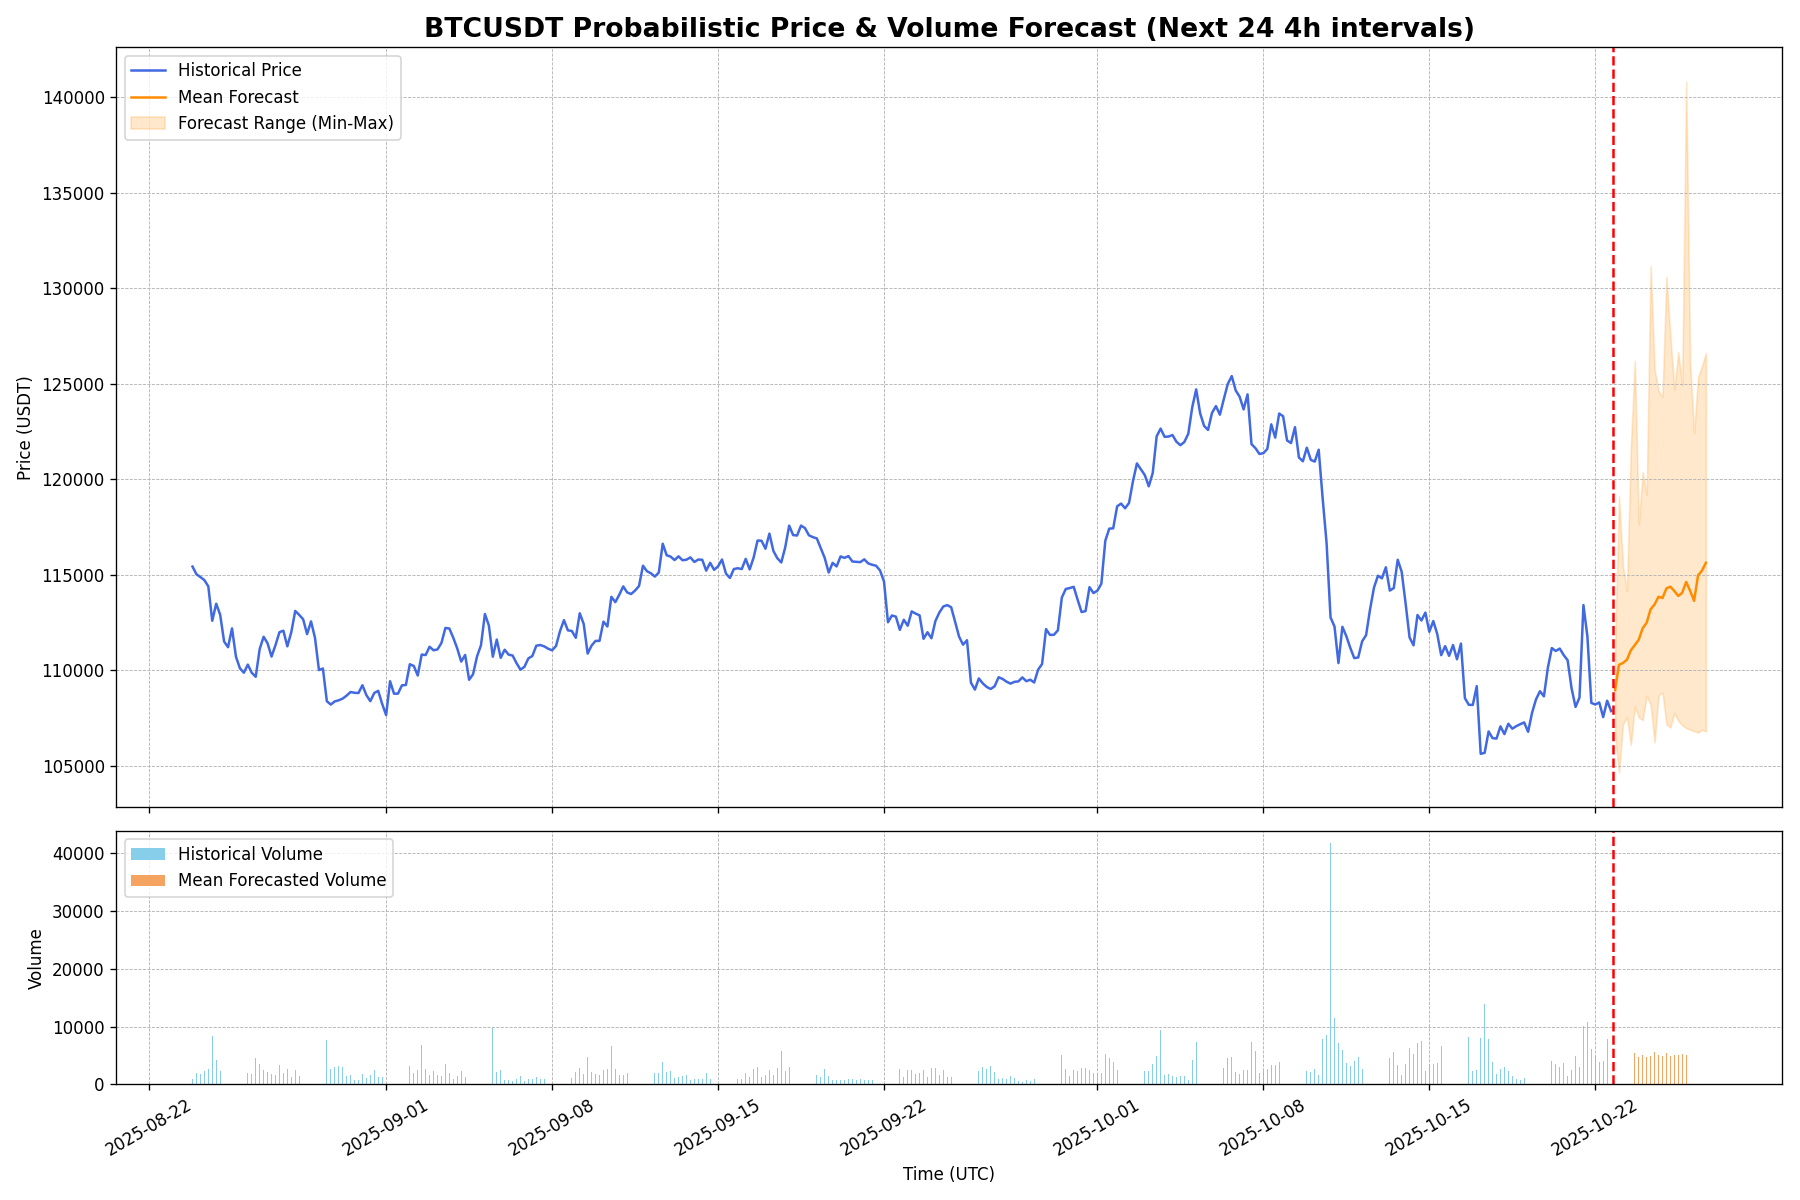 BTCUSDT Probabilistic Price & Volume Forecast (Next 24 4h intervals)
Historical Price
Mean Forecast
Forecast Range (Min-Max)
140000
135000
130000
125000
120000
115000
110000
105000
Price (USDT)
Historical Volume
Mean Forecasted Volume
40000
30000
20000
10000
0
Volume
2025-08-22
2025-09-01
2025-09-08
2025-09-15
2025-09-22
2025-10-01
2025-10-08
2025-10-15
2025-10-22
Time (UTC)